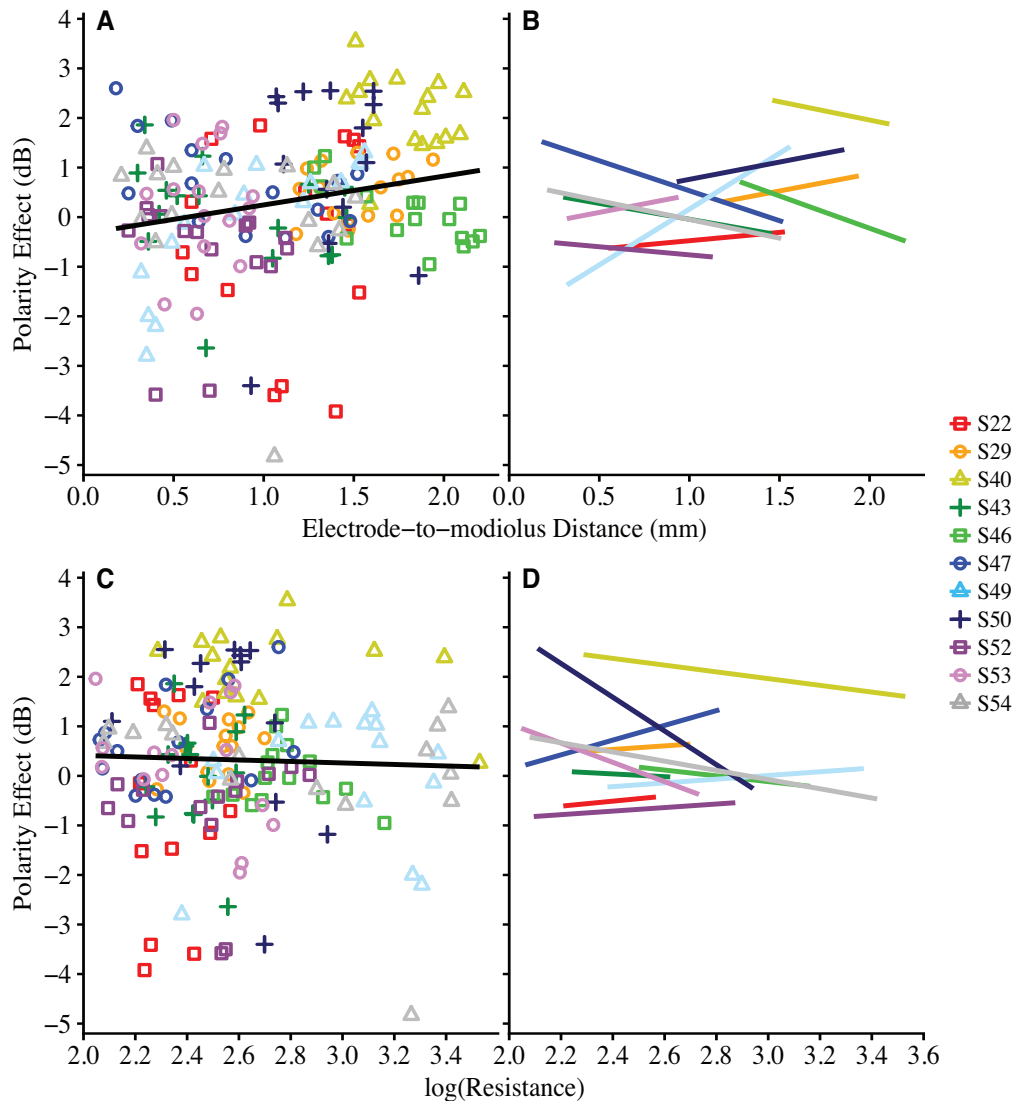 A
B
Polarity Effect (dB)
4
3
2
1
0
−1
−2
−3
−4
−5
0.0 0.5 1.0 1.5 2.0
0.0 0.5 1.0 1.5 2.0
Electrode−to−modiolus Distance (mm)
S22
S29
S40
S43
S46
S47
S49
S50
S52
S53
S54
C
D
Polarity Effect (dB)
4
3
2
1
0
−1
−2
−3
−4
−5
2.0 2.2 2.4 2.6 2.8 3.0 3.2 3.4
2.0 2.2 2.4 2.6 2.8 3.0 3.2 3.4 3.6
log(Resistance)